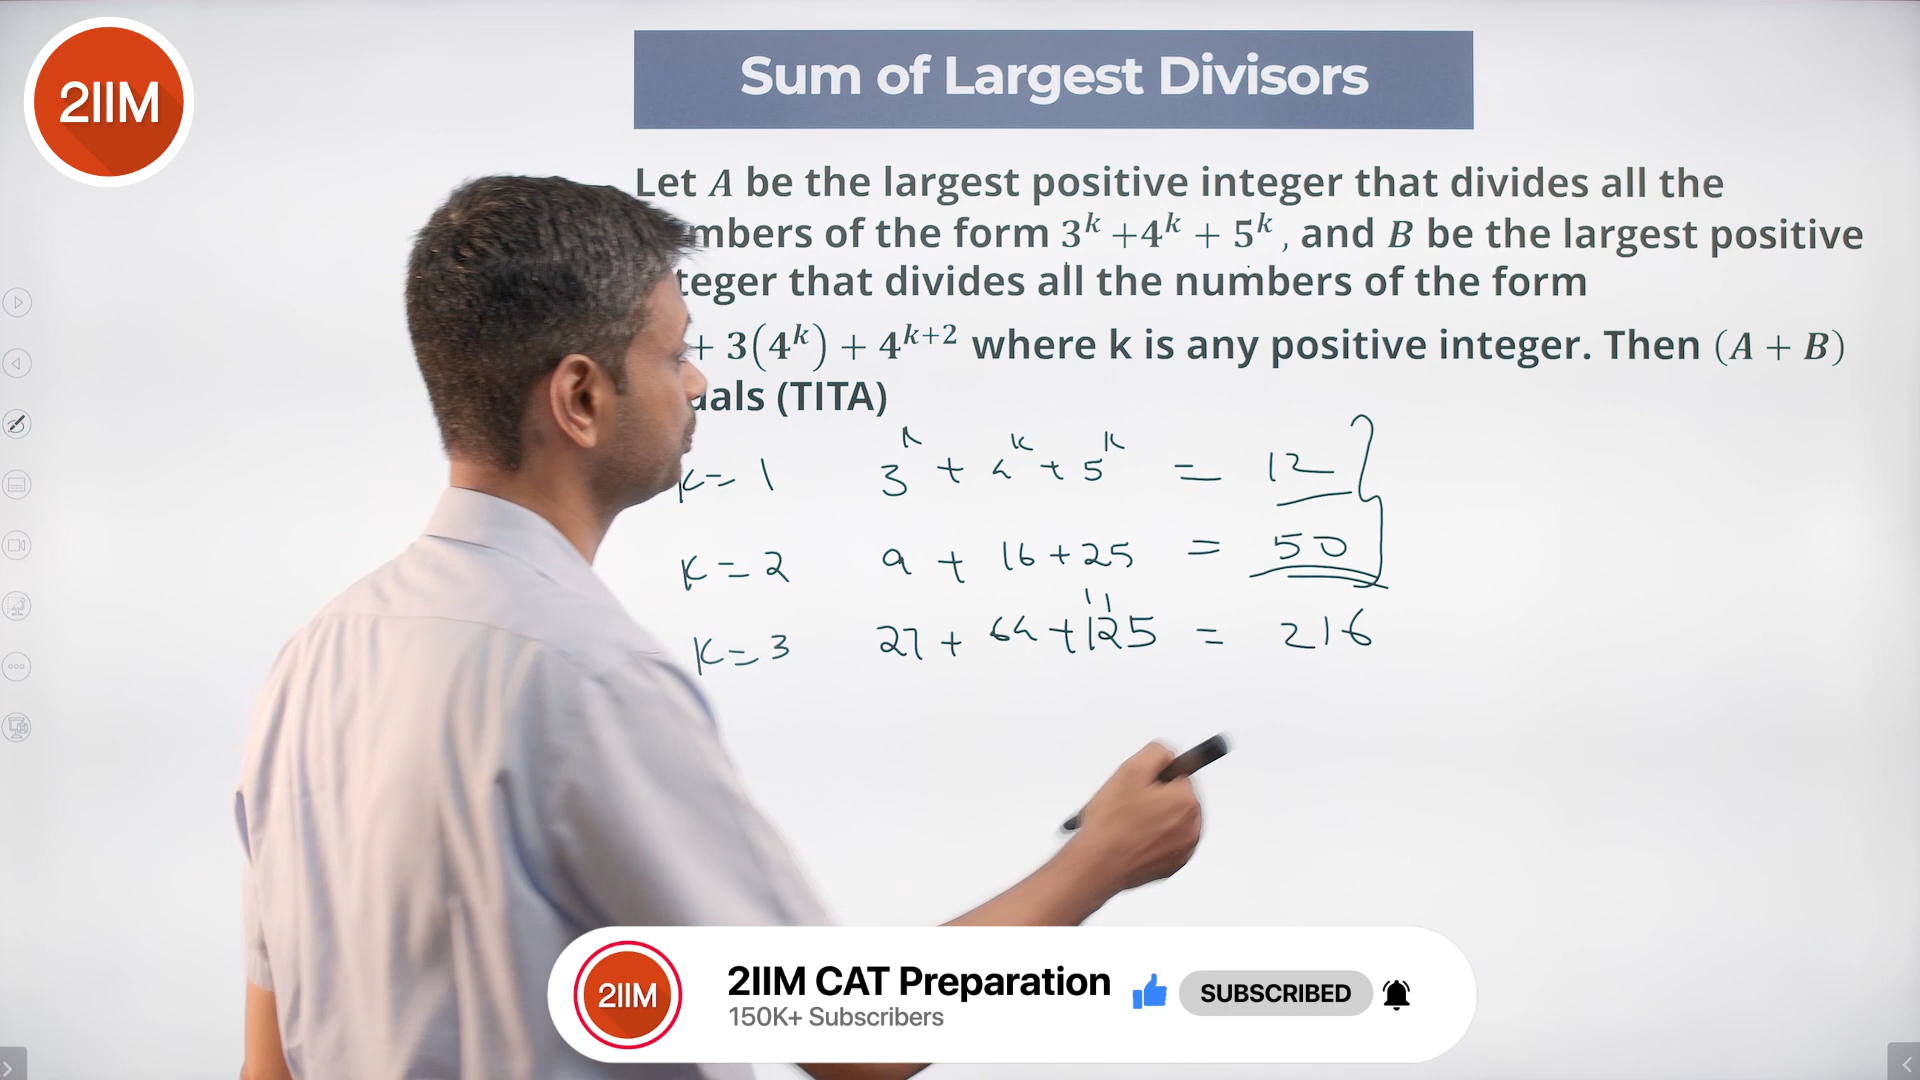 2IIM
Sum of Largest Divisors
Let A be the largest positive integer that divides all the
mbers of the form 3^k +4^k + 5^k , and B be the largest positive
teger that divides all the numbers of the form
+ 3(4^k) + 4^{k+2} where k is any positive integer. Then (A + B)
als (TITA)
K = 1 3^k + 4^k + 5^k = 12
K = 2 9 + 16 + 25 = 50
K = 3 27 + 64 + 125 = 216
2IIM 2IIM CAT Preparation SUBSCRIBED
150K+ Subscribers